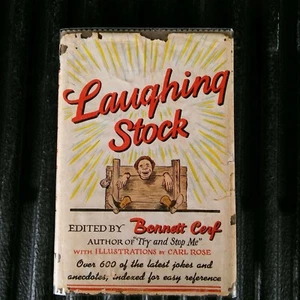 Laughing
Stock
EDITED BY Bennett Cerf
AUTHOR OF "Try and Stop Me"
WITH ILLUSTRATIONS BY CARL ROSE
Over 600 of the latest jokes and
anecdotes, indexed for easy reference